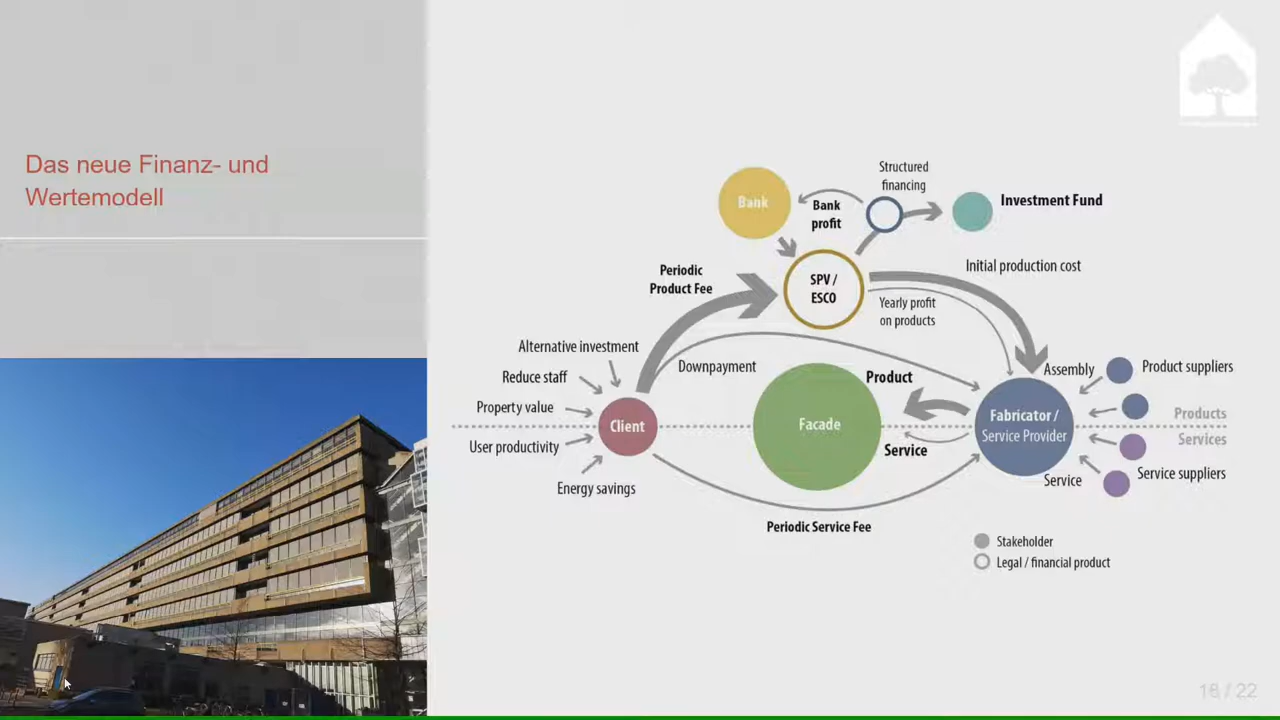 Das neue Finanz- und
Wertemodell
Bank
Bank
profit
Structured
financing
Investment Fund
SPV /
ESCO
Periodic
Product Fee
Initial production cost
Yearly profit
on products
Alternative investment
Reduce staff
Property value
User productivity
Energy savings
Client
Downpayment
Facade
Product
Service
Fabricator /
Service Provider
Assembly
Product suppliers
Products
Services
Service
Service suppliers
Periodic Service Fee
Stakeholder
Legal / financial product
18 / 22